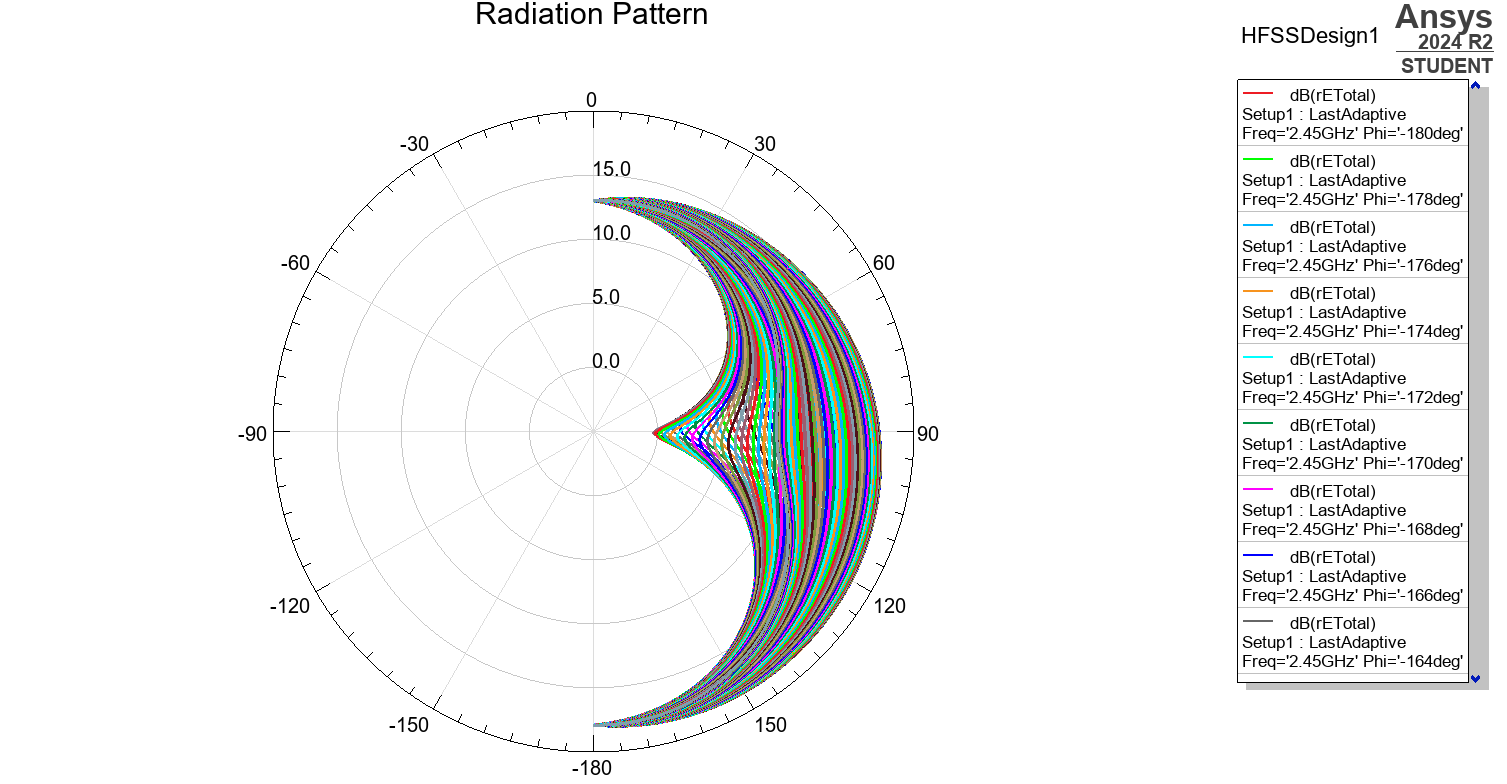 Radiation Pattern
HFSSDesign1
Ansys
2024 R2
STUDENT
0
-30
30
15.0
10.0
-60
60
5.0
0.0
-90
90
-120
120
-150
150
-180
dB(rETotal)
Setup1 : LastAdaptive
Freq='2.45GHz' Phi='-180deg'
dB(rETotal)
Setup1 : LastAdaptive
Freq='2.45GHz' Phi='-178deg'
dB(rETotal)
Setup1 : LastAdaptive
Freq='2.45GHz' Phi='-176deg'
dB(rETotal)
Setup1 : LastAdaptive
Freq='2.45GHz' Phi='-174deg'
dB(rETotal)
Setup1 : LastAdaptive
Freq='2.45GHz' Phi='-172deg'
dB(rETotal)
Setup1 : LastAdaptive
Freq='2.45GHz' Phi='-170deg'
dB(rETotal)
Setup1 : LastAdaptive
Freq='2.45GHz' Phi='-168deg'
dB(rETotal)
Setup1 : LastAdaptive
Freq='2.45GHz' Phi='-166deg'
dB(rETotal)
Setup1 : LastAdaptive
Freq='2.45GHz' Phi='-164deg'